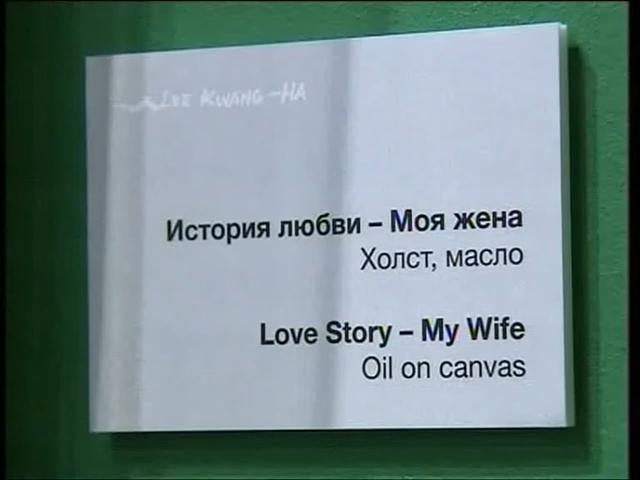 LEE KWANG-HA
История любви – Моя жена
Холст, масло
Love Story – My Wife
Oil on canvas